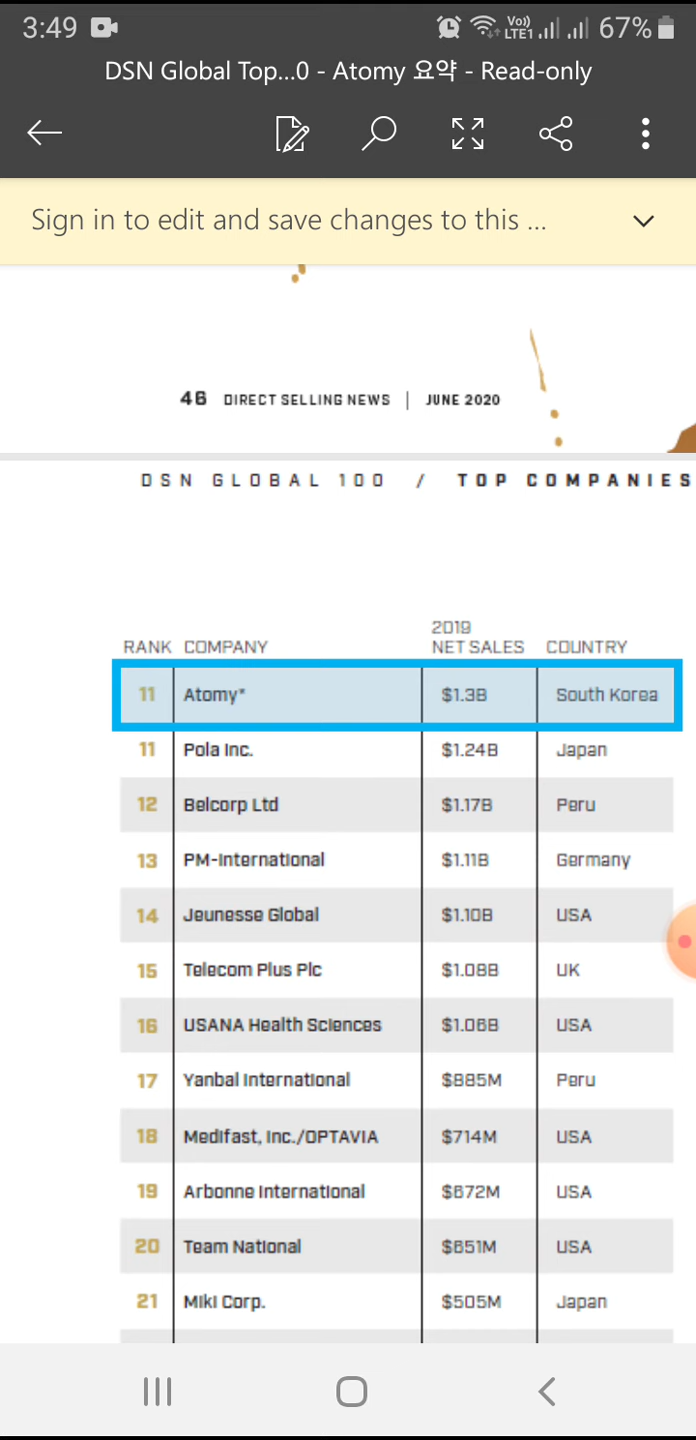 3:49 Vo)) LTE1 67%
DSN Global Top...0 - Atomy 요약 - Read-only
Sign in to edit and save changes to this ...
46 DIRECT SELLING NEWS | JUNE 2020
DSN GLOBAL 100 / TOP COMPANIES
RANK COMPANY 2019 NET SALES COUNTRY
11 Atomy* $1.3B South Korea
11 Pola Inc. $1.24B Japan
12 Belcorp Ltd $1.17B Peru
13 PM-International $1.11B Germany
14 Jeunesse Global $1.10B USA
15 Telecom Plus Plc $1.08B UK
16 USANA Health Sciences $1.06B USA
17 Yanbal International $885M Peru
18 Medifast, Inc./OPTAVIA $714M USA
19 Arbonne International $672M USA
20 Team National $651M USA
21 Miki Corp. $505M Japan